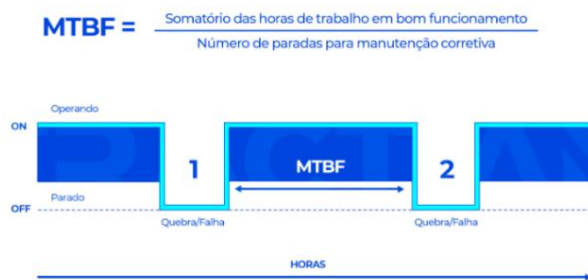 MTBF = Somatório das horas de trabalho em bom funcionamento
Número de paradas para manutenção corretiva
Operando
ON
1
MTBF
2
Parado
OFF
Quebra/Falha
Quebra/Falha
HORAS